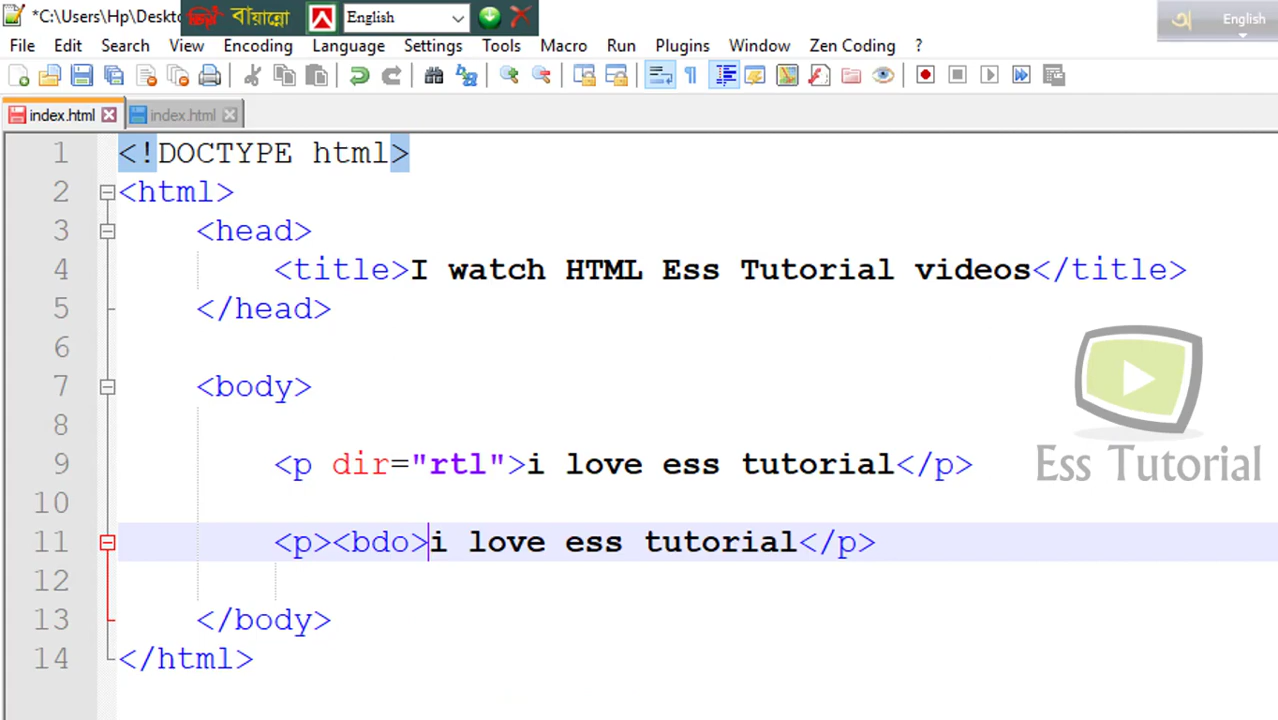 *C:\Users\Hp\Deskto
বায়ান্নো
English
English
File Edit Search View Encoding Language Settings Tools Macro Run Plugins Window Zen Coding ?
index.html index.html
1 <!DOCTYPE html>
2 <html>
3 <head>
4 <title>I watch HTML Ess Tutorial videos</title>
5 </head>
6
7 <body>
8
9 <p dir="rtl">i love ess tutorial</p>
10
11 <p><bdo>i love ess tutorial</p>
12
13 </body>
14 </html>
Ess Tutorial